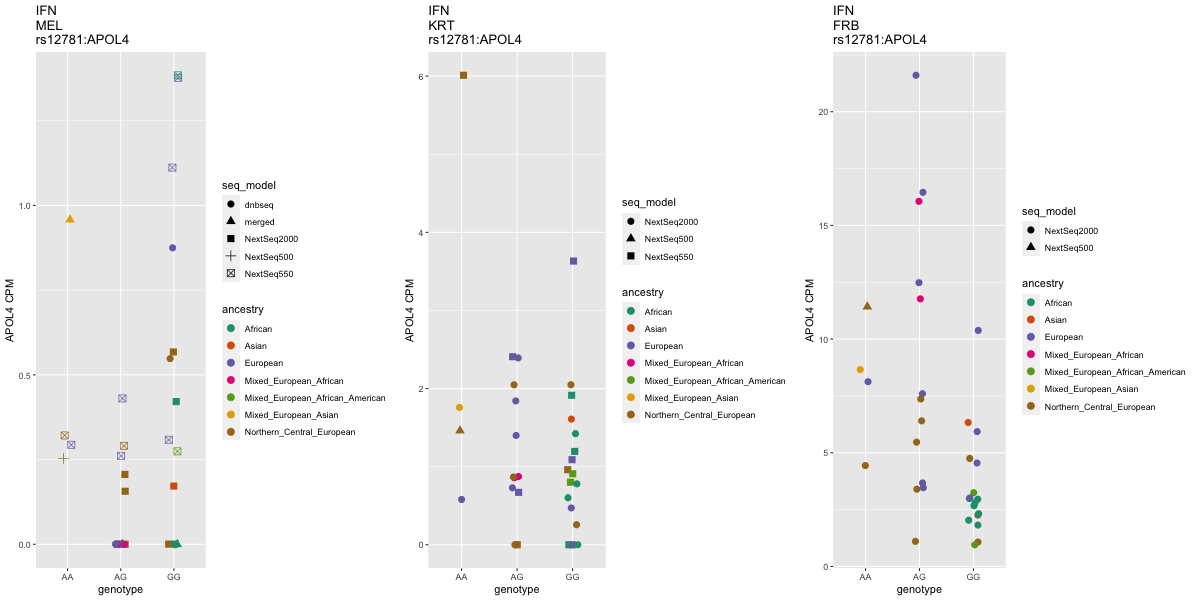 IFN
MEL
rs12781:APOL4
APOL4 CPM
1.0
0.5
0.0
AA
AG
GG
genotype
seq_model
dnbseq
merged
NextSeq2000
NextSeq500
NextSeq550
ancestry
African
Asian
European
Mixed_European_African
Mixed_European_African_American
Mixed_European_Asian
Northern_Central_European
IFN
KRT
rs12781:APOL4
APOL4 CPM
6
4
2
0
AA
AG
GG
genotype
seq_model
NextSeq2000
NextSeq500
NextSeq550
ancestry
African
Asian
European
Mixed_European_African
Mixed_European_African_American
Mixed_European_Asian
Northern_Central_European
IFN
FRB
rs12781:APOL4
APOL4 CPM
20
15
10
5
0
AA
AG
GG
genotype
seq_model
NextSeq2000
NextSeq500
ancestry
African
Asian
European
Mixed_European_African
Mixed_European_African_American
Mixed_European_Asian
Northern_Central_European